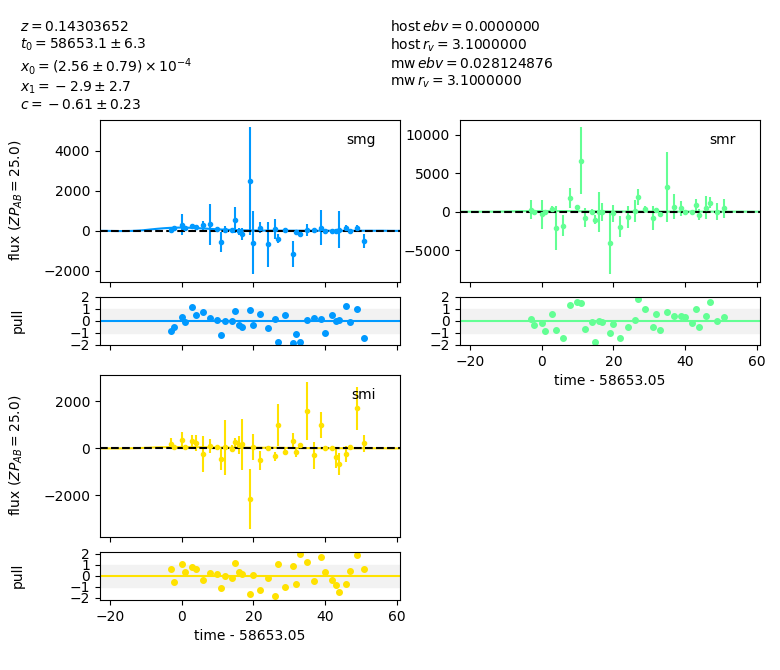 z = 0.14303652
t₀ = 58653.1 ± 6.3
x₀ = (2.56 ± 0.79) × 10⁻⁴
x₁ = −2.9 ± 2.7
c = −0.61 ± 0.23
host ebv = 0.0000000
host r_v = 3.1000000
mw ebv = 0.028124876
mw r_v = 3.1000000
flux (ZP_AB = 25.0)
4000
2000
0
−2000
smg
pull
2
1
0
−1
−2
10000
5000
0
−5000
smr
2
1
0
−1
−2
−20 0 20 40 60
time - 58653.05
flux (ZP_AB = 25.0)
2000
0
−2000
smi
pull
2
1
0
−1
−2
−20 0 20 40 60
time - 58653.05